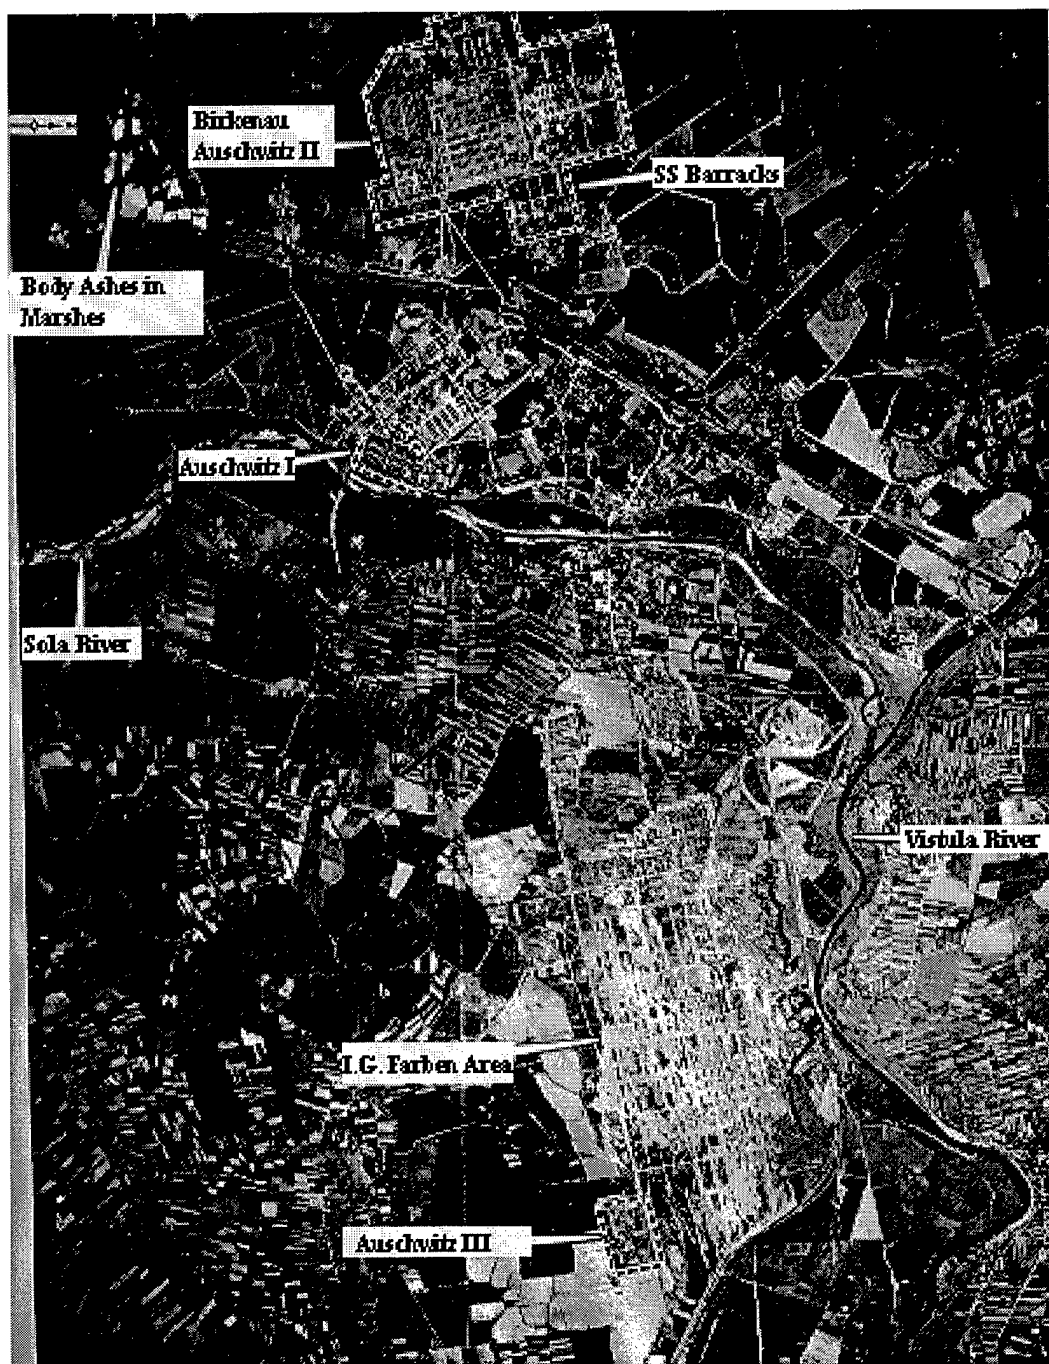 Birkenau
Auschwitz II
SS Barracks
Body Ashes in
Marshes
Auschwitz I
Sola River
Vistula River
I.G. Farben Area
Auschwitz III